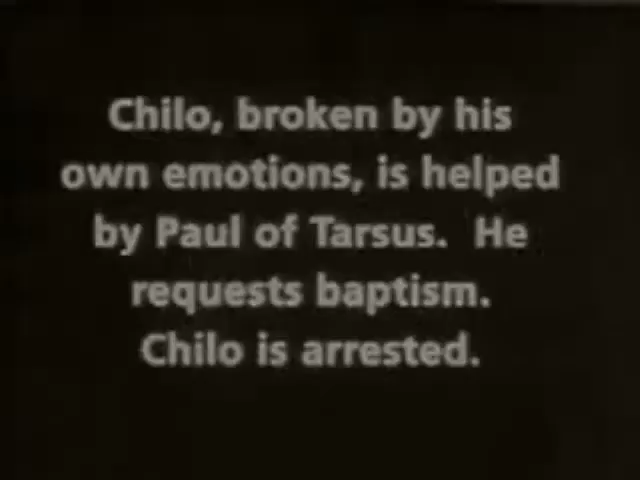 Chilo, broken by his
own emotions, is helped
by Paul of Tarsus.  He
requests baptism.
Chilo is arrested.